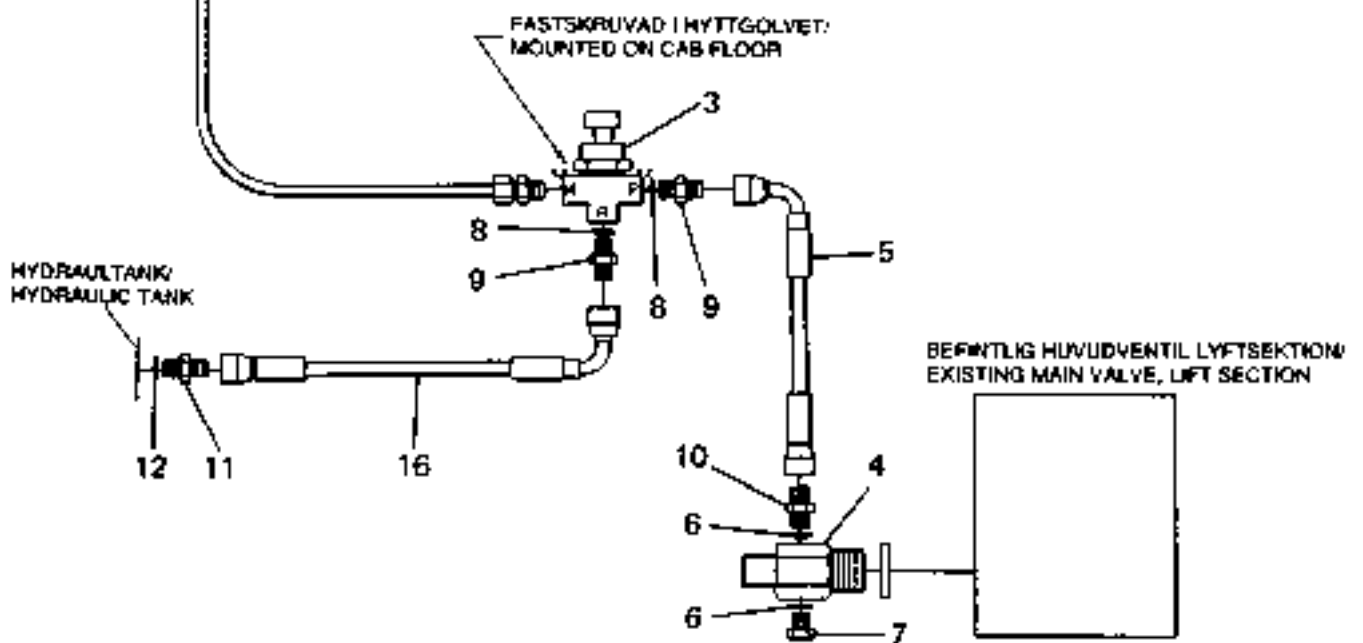 FASTSKRUVAD I HYTTGOLVET/
MOUNTED ON CAB FLOOR
3
P
8
9
8
9
5
HYDRAULTANK/
HYDRAULIC TANK
12
11
16
BEFINTLIG HUVUDVENTIL LYFTSEKTION/
EXISTING MAIN VALVE, LIFT SECTION
10
4
6
6
7